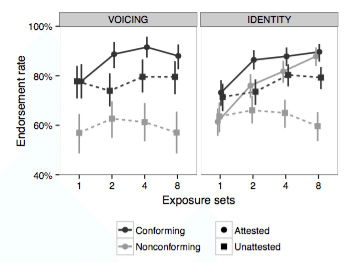 VOICING IDENTITY
100%
80%
60%
40%
Endorsement rate
1 2 4 8 1 2 4 8
Exposure sets
Conforming Attested
Nonconforming Unattested